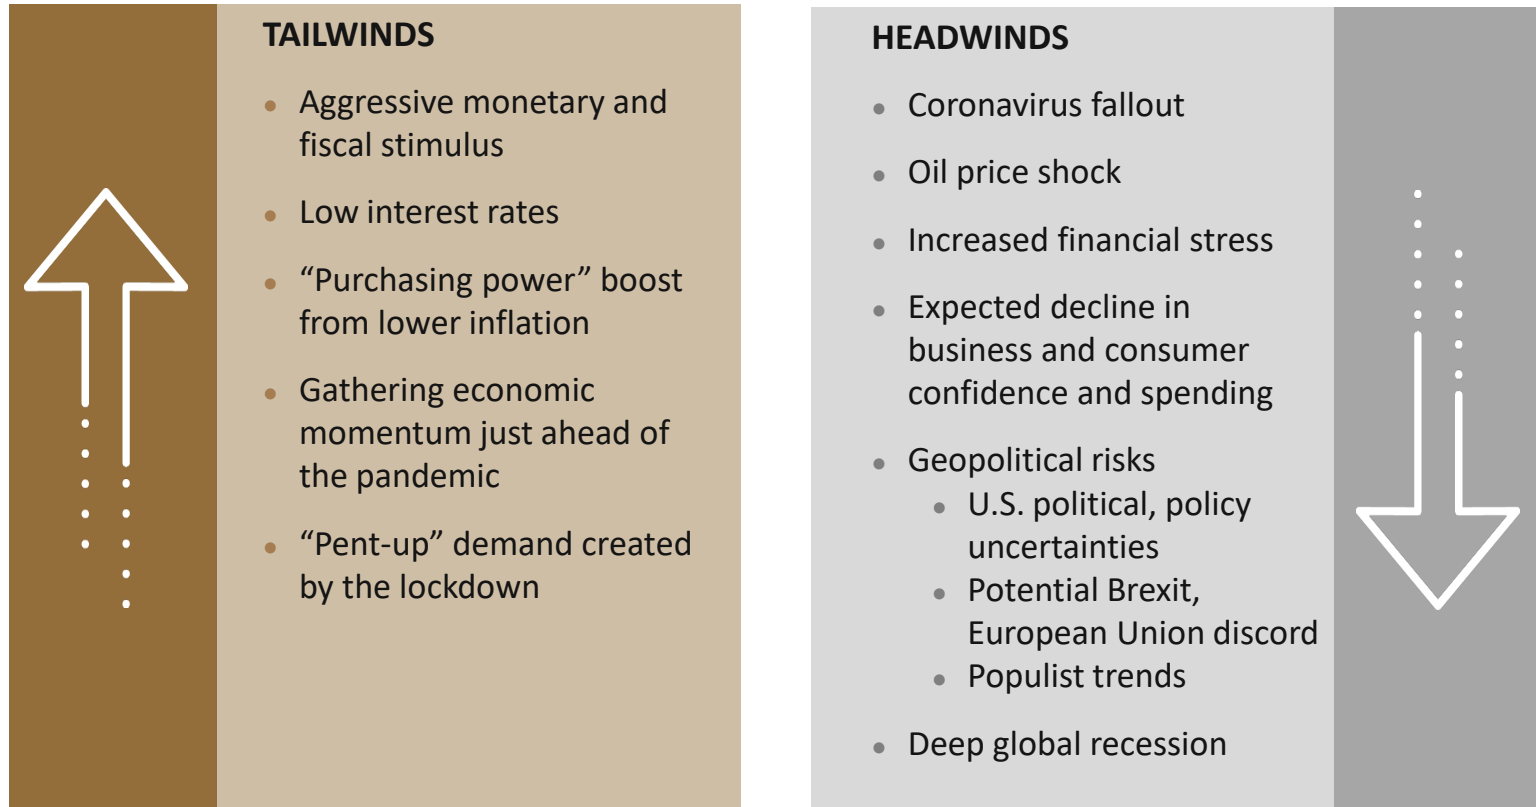 TAILWINDS
• Aggressive monetary and
fiscal stimulus
• Low interest rates
• “Purchasing power” boost
from lower inflation
• Gathering economic
momentum just ahead of
the pandemic
• “Pent-up” demand created
by the lockdown
HEADWINDS
• Coronavirus fallout
• Oil price shock
• Increased financial stress
• Expected decline in
business and consumer
confidence and spending
• Geopolitical risks
• U.S. political, policy
uncertainties
• Potential Brexit,
European Union discord
• Populist trends
• Deep global recession